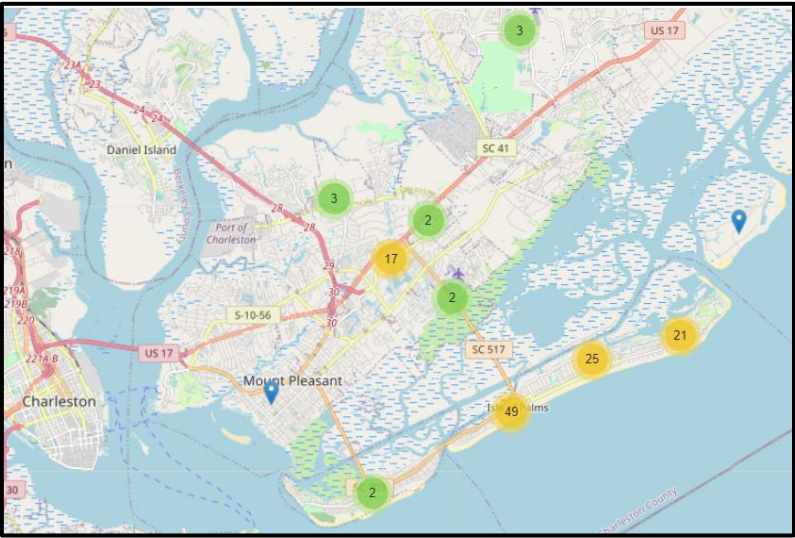 3
US 17
23A
23
24
24
Daniel Island
SC 41
Berkeley County
3
28
28
2
Port of
Charleston
17
29
218
219A
219B
30
2
220
S-10-56
30
21
SC 517
25
US 17
221A-B
Mount Pleasant
Charleston
49
30
2
Charleston County